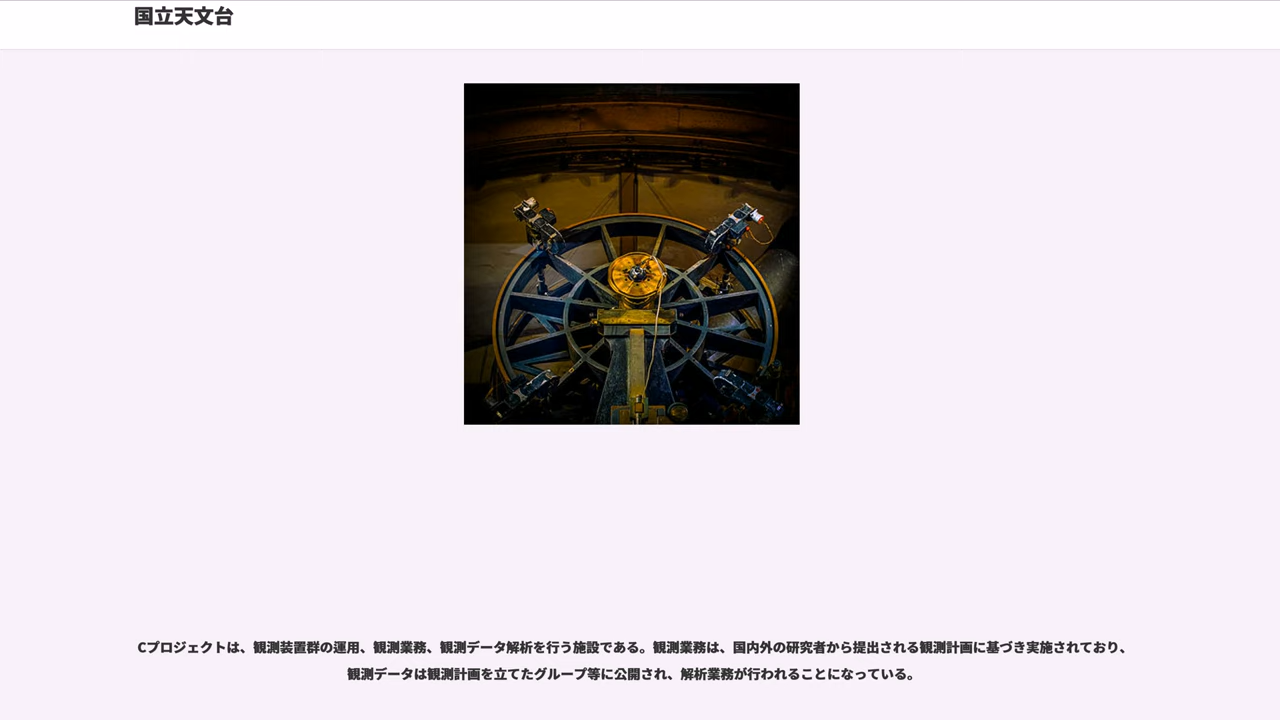 国立天文台
Cプロジェクトは、観測装置群の運用、観測業務、観測データ解析を行う施設である。観測業務は、国内外の研究者から提出される観測計画に基づき実施されており、
観測データは観測計画を立てたグループ等に公開され、解析業務が行われることになっている。